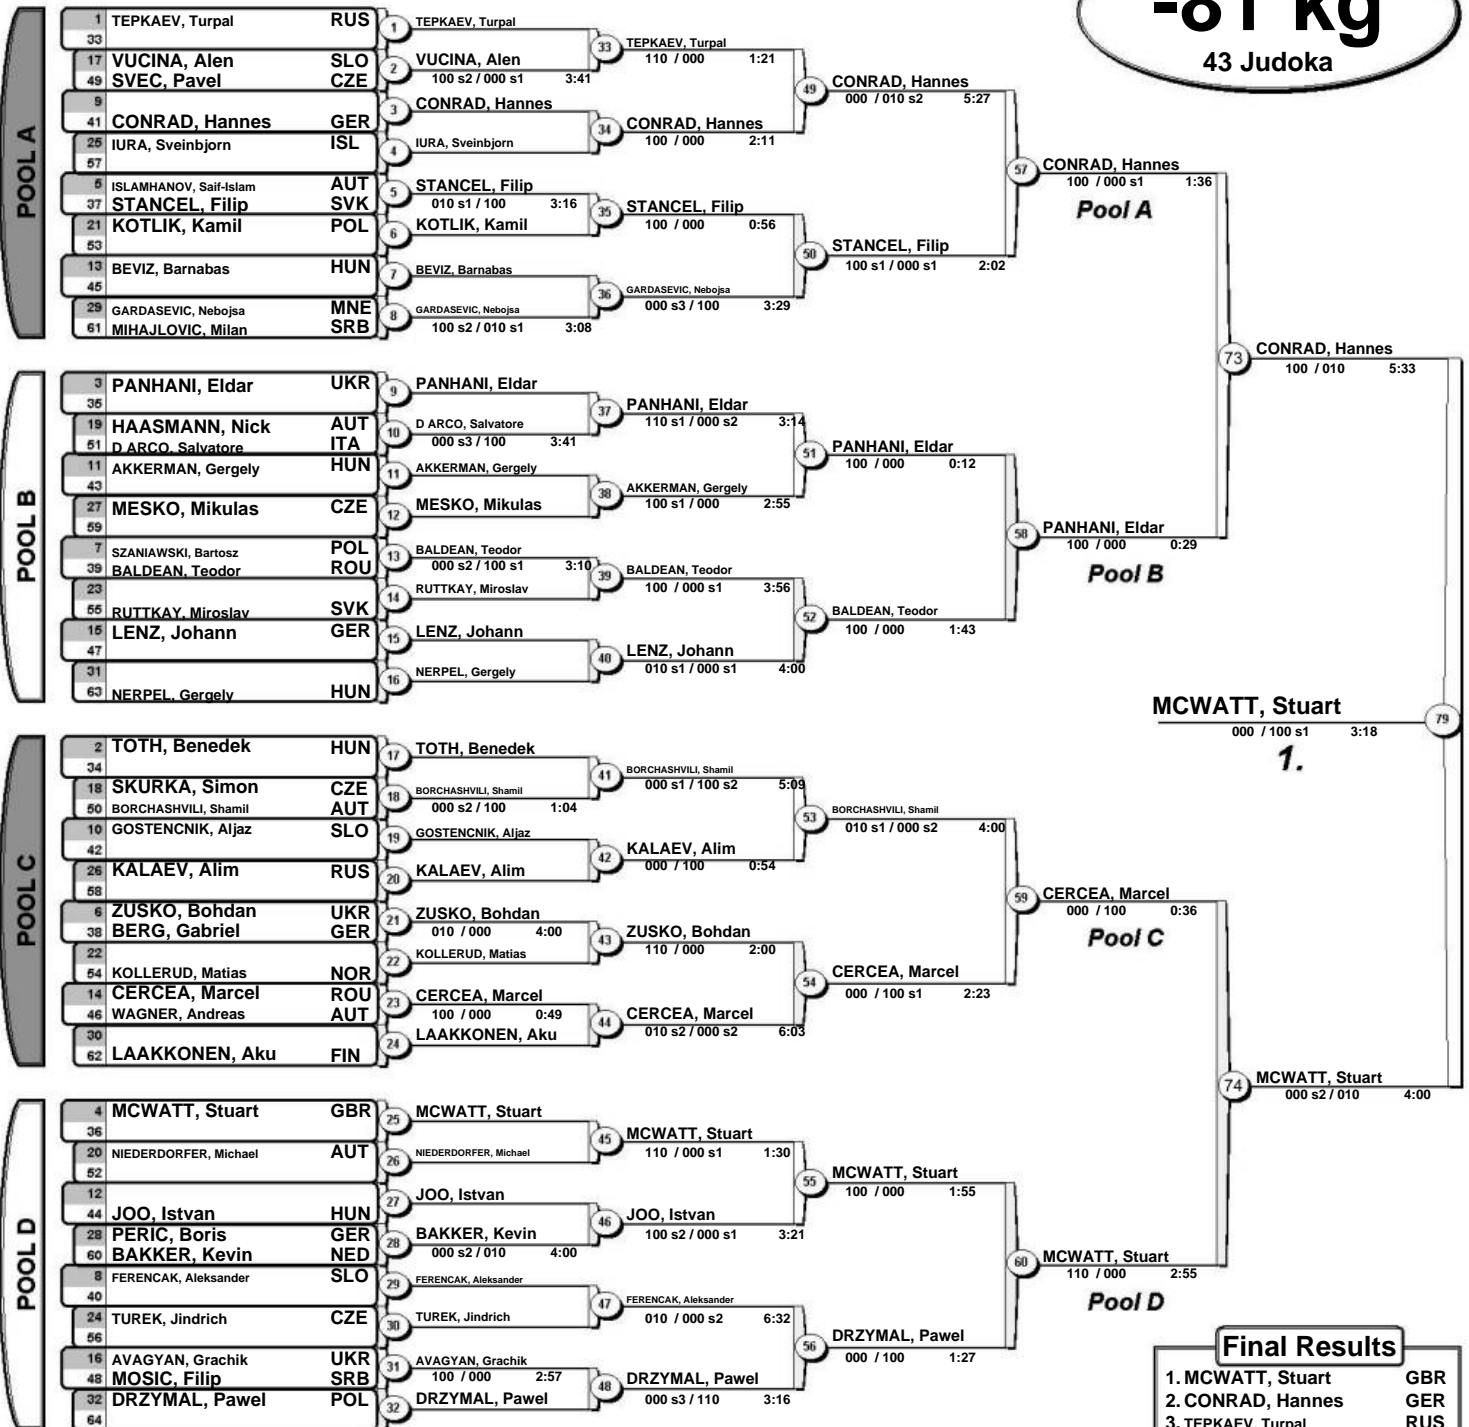 -81 kg
43 Judoka
POOL A
1 TEPKAEV, Turpal RUS
33
17 VUCINA, Alen SLO
49 SVEC, Pavel CZE
9
41 CONRAD, Hannes GER
25 IURA, Sveinbjorn ISL
57
5 ISLAMHANOV, Saif-Islam AUT
37 STANCEL, Filip SVK
21 KOTLIK, Kamil POL
53
13 BEVIZ, Barnabas HUN
45
29 GARDASEVIC, Nebojsa MNE
61 MIHAJLOVIC, Milan SRB
1 TEPKAEV, Turpal
2 VUCINA, Alen
100 s2 / 000 s1 3:41
3 CONRAD, Hannes
4 IURA, Sveinbjorn
5 STANCEL, Filip
010 s1 / 100 3:16
6 KOTLIK, Kamil
7 BEVIZ, Barnabas
8 GARDASEVIC, Nebojsa
100 s2 / 010 s1 3:08
33 TEPKAEV, Turpal
110 / 000 1:21
34 CONRAD, Hannes
100 / 000 2:11
35 STANCEL, Filip
100 / 000 0:56
36 GARDASEVIC, Nebojsa
000 s3 / 100 3:29
49 CONRAD, Hannes
000 / 010 s2 5:27
50 STANCEL, Filip
100 s1 / 000 s1 2:02
57 CONRAD, Hannes
100 / 000 s1 1:36
Pool A
POOL B
3 PANHANI, Eldar UKR
35
19 HAASMANN, Nick AUT
51 D ARCO, Salvatore ITA
11 AKKERMAN, Gergely HUN
43
27 MESKO, Mikulas CZE
59
7 SZANIAWSKI, Bartosz POL
39 BALDEAN, Teodor ROU
23
55 RUTTKAY, Miroslav SVK
15 LENZ, Johann GER
47
31
63 NERPEL, Gergely HUN
9 PANHANI, Eldar
10 D ARCO, Salvatore
000 s3 / 100 3:41
11 AKKERMAN, Gergely
12 MESKO, Mikulas
13 BALDEAN, Teodor
000 s2 / 100 s1 3:10
14 RUTTKAY, Miroslav
15 LENZ, Johann
16 NERPEL, Gergely
37 PANHANI, Eldar
110 s1 / 000 s2 3:14
38 AKKERMAN, Gergely
100 s1 / 000 2:55
39 BALDEAN, Teodor
100 / 000 s1 3:56
40 LENZ, Johann
010 s1 / 000 s1 4:00
51 PANHANI, Eldar
100 / 000 0:12
52 BALDEAN, Teodor
100 / 000 1:43
58 PANHANI, Eldar
100 / 000 0:29
Pool B
73 CONRAD, Hannes
100 / 010 5:33
MCWATT, Stuart 79
000 / 100 s1 3:18
1.
POOL C
2 TOTH, Benedek HUN
34
18 SKURKA, Simon CZE
50 BORCHASHVILI, Shamil AUT
10 GOSTENCNIK, Aljaz SLO
42
26 KALAEV, Alim RUS
58
6 ZUSKO, Bohdan UKR
38 BERG, Gabriel GER
22
54 KOLLERUD, Matias NOR
14 CERCEA, Marcel ROU
46 WAGNER, Andreas AUT
30
62 LAAKKONEN, Aku FIN
17 TOTH, Benedek
18 BORCHASHVILI, Shamil
000 s2 / 100 1:04
19 GOSTENCNIK, Aljaz
20 KALAEV, Alim
21 ZUSKO, Bohdan
010 / 000 4:00
22 KOLLERUD, Matias
23 CERCEA, Marcel
100 / 000 0:49
24 LAAKKONEN, Aku
41 BORCHASHVILI, Shamil
000 s1 / 100 s2 5:09
42 KALAEV, Alim
000 / 100 0:54
43 ZUSKO, Bohdan
110 / 000 2:00
44 CERCEA, Marcel
010 s2 / 000 s2 6:03
53 BORCHASHVILI, Shamil
010 s1 / 000 s2 4:00
54 CERCEA, Marcel
000 / 100 s1 2:23
59 CERCEA, Marcel
000 / 100 0:36
Pool C
74 MCWATT, Stuart
000 s2 / 010 4:00
POOL D
4 MCWATT, Stuart GBR
36
20 NIEDERDORFER, Michael AUT
52
12
44 JOO, Istvan HUN
28 PERIC, Boris GER
60 BAKKER, Kevin NED
8 FERENCAK, Aleksander SLO
40
24 TUREK, Jindrich CZE
56
16 AVAGYAN, Grachik UKR
48 MOSIC, Filip SRB
32 DRZYMAL, Pawel POL
64
25 MCWATT, Stuart
26 NIEDERDORFER, Michael
27 JOO, Istvan
28 BAKKER, Kevin
000 s2 / 010 4:00
29 FERENCAK, Aleksander
30 TUREK, Jindrich
31 AVAGYAN, Grachik
100 / 000 2:57
32 DRZYMAL, Pawel
45 MCWATT, Stuart
110 / 000 s1 1:30
46 JOO, Istvan
100 s2 / 000 s1 3:21
47 FERENCAK, Aleksander
010 / 000 s2 6:32
48 DRZYMAL, Pawel
000 s3 / 110 3:16
55 MCWATT, Stuart
100 / 000 1:55
56 DRZYMAL, Pawel
000 / 100 1:27
60 MCWATT, Stuart
110 / 000 2:55
Pool D
Final Results
1. MCWATT, Stuart GBR
2. CONRAD, Hannes GER
3. TEPKAEV, Turpal RUS